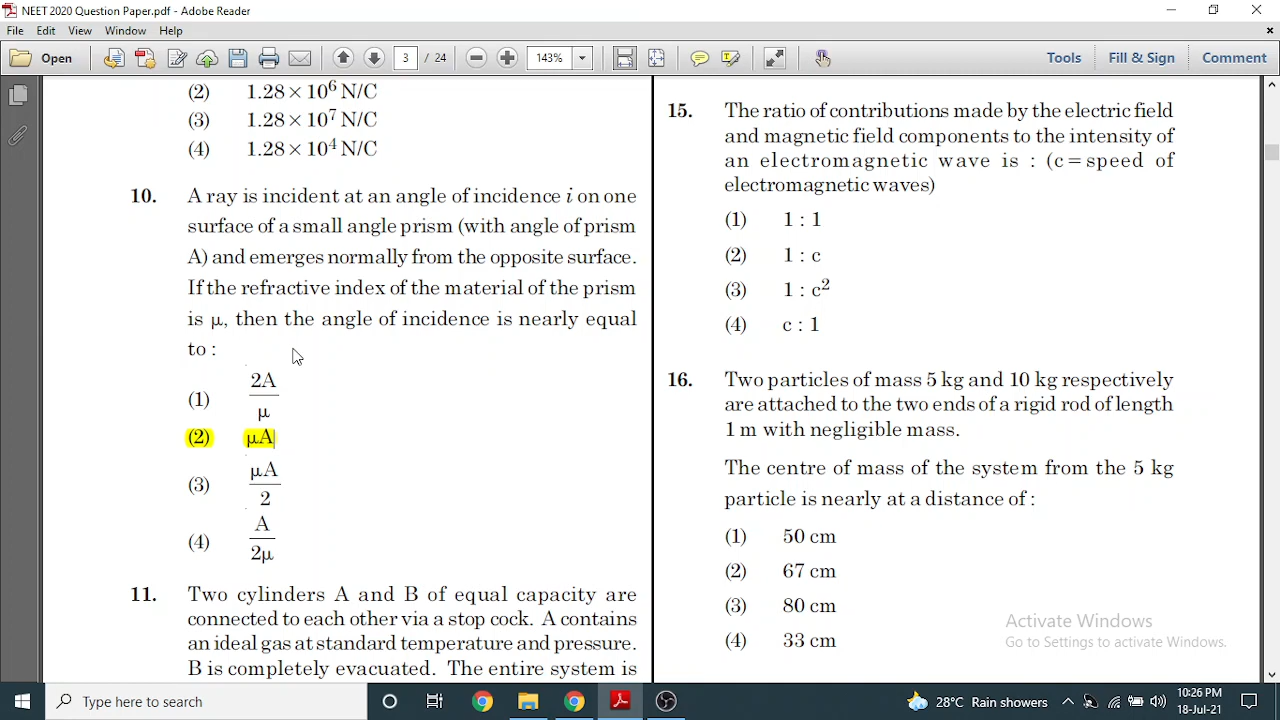 NEET 2020 Question Paper.pdf - Adobe Reader
File Edit View Window Help
Open 3 / 24 143% Tools Fill & Sign Comment
(2) 1.28 × 10⁶ N/C
(3) 1.28 × 10⁷ N/C
(4) 1.28 × 10⁴ N/C
10. A ray is incident at an angle of incidence i on one
surface of a small angle prism (with angle of prism
A) and emerges normally from the opposite surface.
If the refractive index of the material of the prism
is μ, then the angle of incidence is nearly equal
to :
(1) 2A/μ
(2) μA
(3) μA/2
(4) A/2μ
11. Two cylinders A and B of equal capacity are
connected to each other via a stop cock. A contains
an ideal gas at standard temperature and pressure.
B is completely evacuated. The entire system is
15. The ratio of contributions made by the electric field
and magnetic field components to the intensity of
an electromagnetic wave is : (c = speed of
electromagnetic waves)
(1) 1 : 1
(2) 1 : c
(3) 1 : c²
(4) c : 1
16. Two particles of mass 5 kg and 10 kg respectively
are attached to the two ends of a rigid rod of length
1 m with negligible mass.
The centre of mass of the system from the 5 kg
particle is nearly at a distance of :
(1) 50 cm
(2) 67 cm
(3) 80 cm
(4) 33 cm
Activate Windows
Go to Settings to activate Windows.
Type here to search
28°C Rain showers
10:26 PM
18-Jul-21